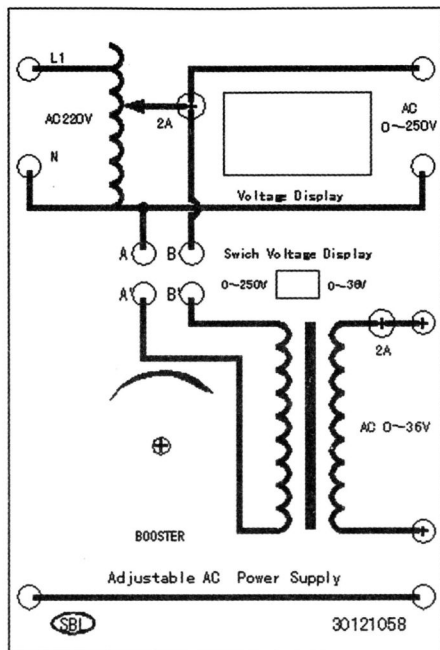 L1
AC220V
2A
AC
0~250V
N
Voltage Display
A
B
Swich Voltage Display
A'
B'
0~250V
0~36V
2A
AC 0~36V
BOOSTER
Adjustable AC Power Supply
SBL
30121058